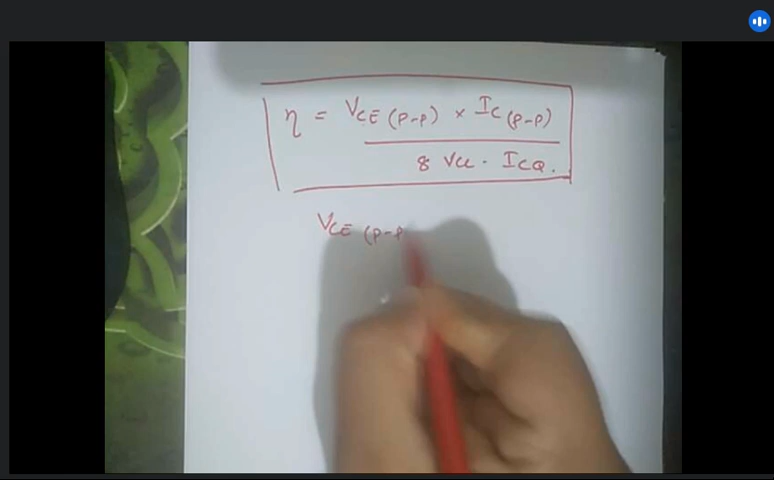 η = VCE (P-P) × IC (P-P)
8 VCC . ICQ.
VCE (P-P